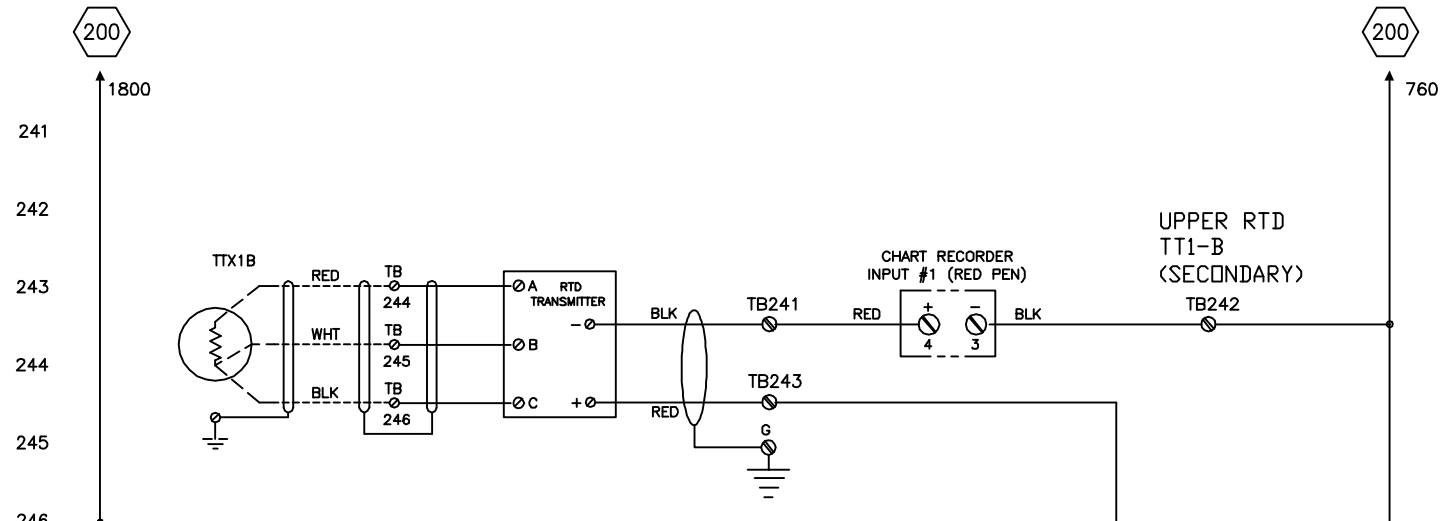 200
200
1800
760
241
242
UPPER RTD
TT1-B
(SECONDARY)
TTX1B
CHART RECORDER
INPUT #1 (RED PEN)
243
RED
TB
244
A
RTD
TRANSMITTER
BLK
TB241
RED
+
-
4
3
BLK
TB242
-
WHT
TB
245
B
244
TB243
BLK
TB
246
C
+
RED
G
245
246